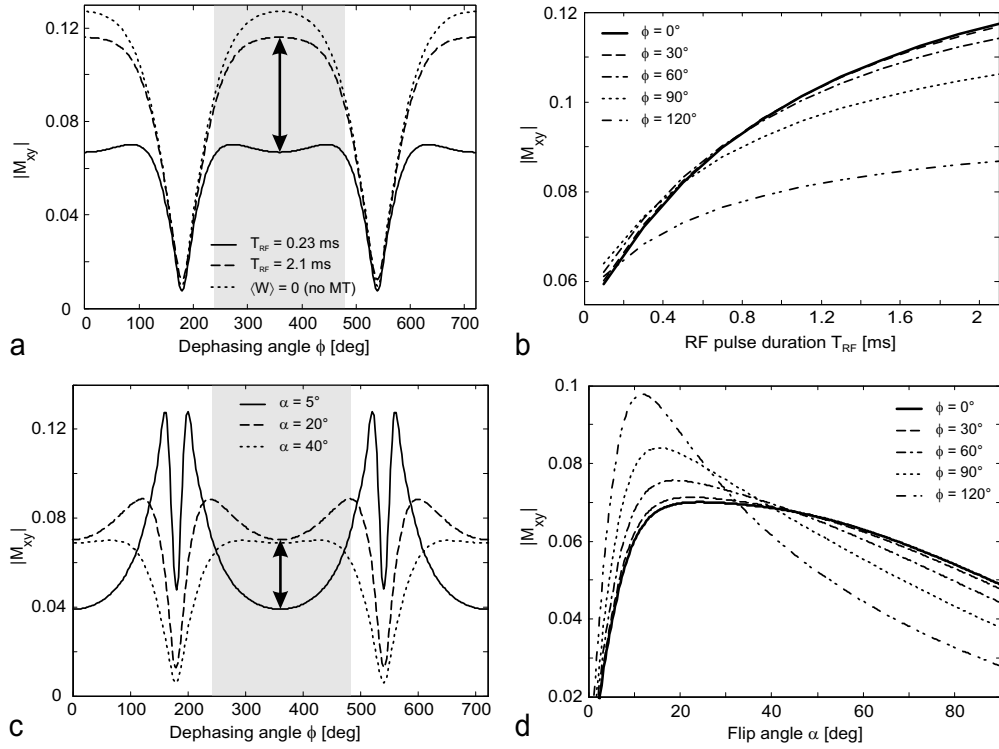 0.12
0.08
0.04
0
|Mxy|
TRF = 0.23 ms
TRF = 2.1 ms
⟨W⟩ = 0 (no MT)
0 100 200 300 400 500 600 700
Dephasing angle ϕ [deg]
a
0.12
0.1
0.08
0.06
|Mxy|
ϕ = 0°
ϕ = 30°
ϕ = 60°
ϕ = 90°
ϕ = 120°
0 0.4 0.8 1.2 1.6 2
RF pulse duration TRF [ms]
b
0.12
0.08
0.04
0
|Mxy|
α = 5°
α = 20°
α = 40°
0 100 200 300 400 500 600 700
Dephasing angle ϕ [deg]
c
0.1
0.08
0.06
0.04
0.02
|Mxy|
ϕ = 0°
ϕ = 30°
ϕ = 60°
ϕ = 90°
ϕ = 120°
0 20 40 60 80
Flip angle α [deg]
d